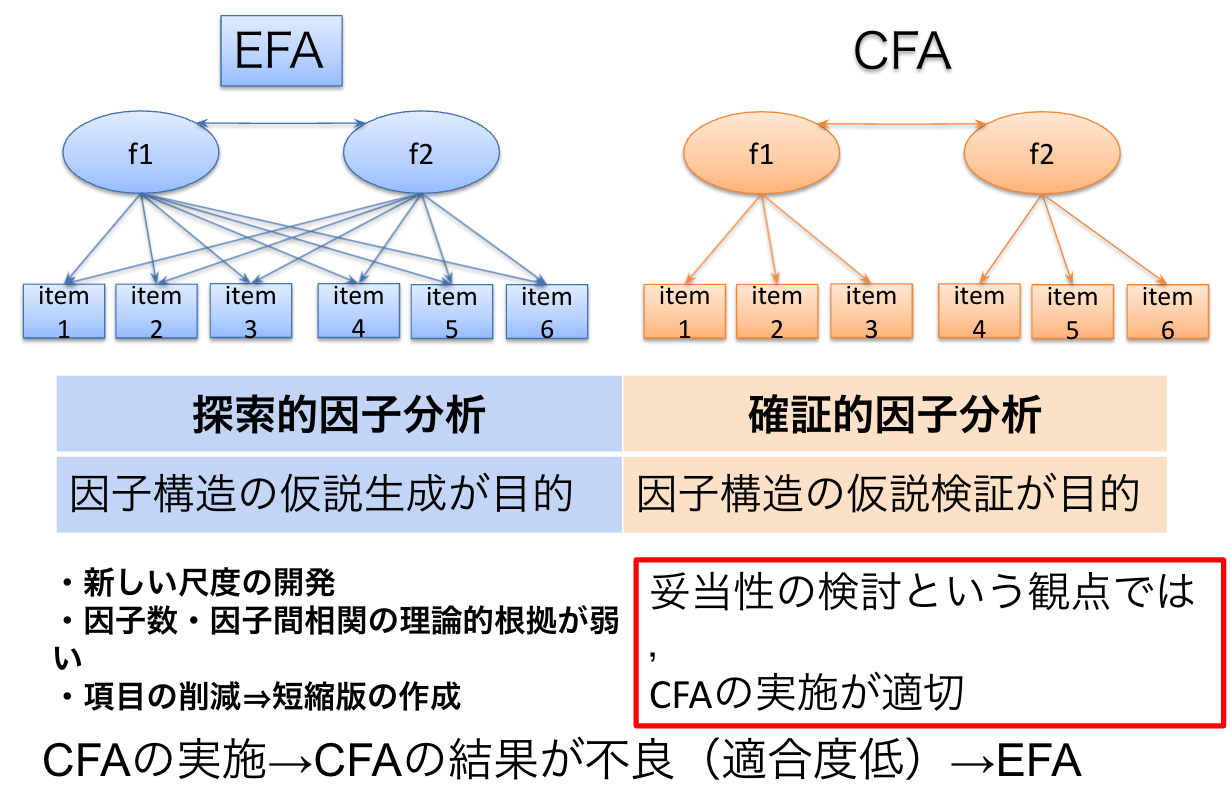 EFA
CFA
f1
f2
f1
f2
item
1
item
2
item
3
item
4
item
5
item
6
item
1
item
2
item
3
item
4
item
5
item
6
探索的因子分析
確証的因子分析
因子構造の仮説生成が目的
因子構造の仮説検証が目的
・新しい尺度の開発
・因子数・因子間相関の理論的根拠が弱
い
・項目の削減⇒短縮版の作成
妥当性の検討という観点では
,
CFAの実施が適切
CFAの実施→CFAの結果が不良（適合度低）→EFA